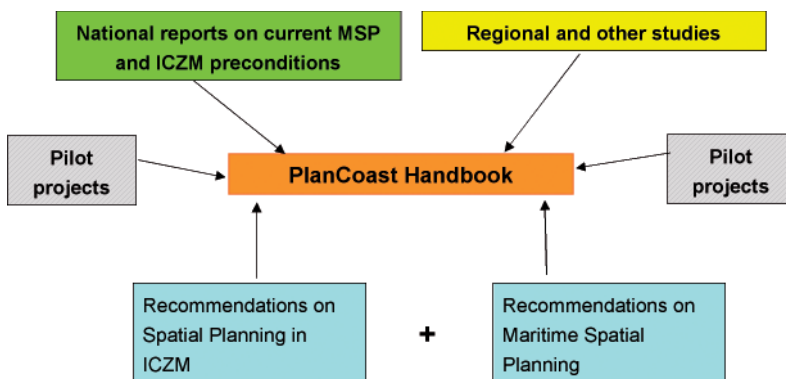 National reports on current MSP
and ICZM preconditions
Regional and other studies
Pilot
projects
PlanCoast Handbook
Pilot
projects
Recommendations on
Spatial Planning in
ICZM
+
Recommendations on
Maritime Spatial
Planning